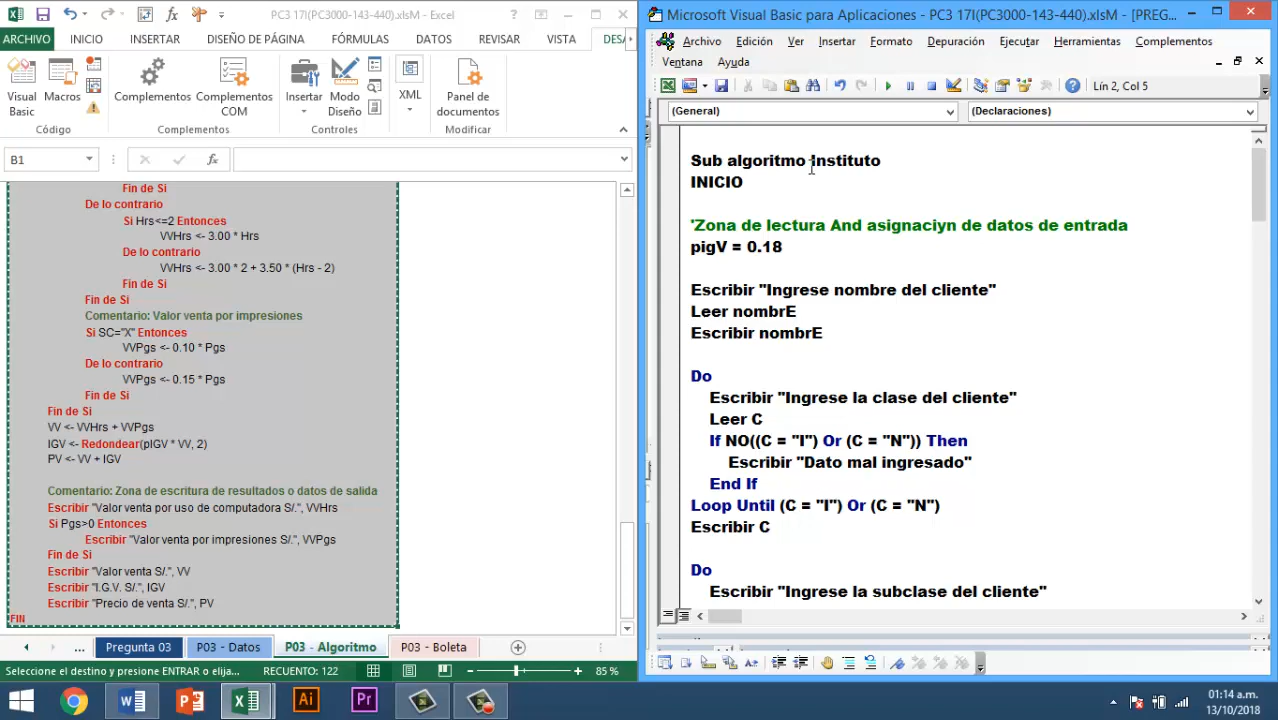 PC3 17I(PC3000-143-440).xlsM - Excel
ARCHIVO INICIO INSERTAR DISEÑO DE PÁGINA FÓRMULAS DATOS REVISAR VISTA DESA
Visual Basic
Macros
Complementos
Complementos COM
Insertar
Modo Diseño
XML
Panel de documentos
Código Complementos Controles Modificar
B1
Fin de Si
De lo contrario
Si Hrs<=2 Entonces
VVHrs <- 3.00 * Hrs
De lo contrario
VVHrs <- 3.00 * 2 + 3.50 * (Hrs - 2)
Fin de Si
Fin de Si
Comentario: Valor venta por impresiones
Si SC="X" Entonces
VVPgs <- 0.10 * Pgs
De lo contrario
VVPgs <- 0.15 * Pgs
Fin de Si
Fin de Si
VV <- VVHrs + VVPgs
IGV <- Redondear(pIGV * VV, 2)
PV <- VV + IGV
Comentario: Zona de escritura de resultados o datos de salida
Escribir "Valor venta por uso de computadora S/.", VVHrs
Si Pgs>0 Entonces
Escribir "Valor venta por impresiones S/.", VVPgs
Fin de Si
Escribir "Valor venta S/.", VV
Escribir "I.G.V. S/.", IGV
Escribir "Precio de venta S/.", PV
FIN
... Pregunta 03 P03 - Datos P03 - Algoritmo P03 - Boleta
Seleccione el destino y presione ENTRAR o elija... RECUENTO: 122 85 %
Microsoft Visual Basic para Aplicaciones - PC3 17I(PC3000-143-440).xlsM - [PREG...
Archivo Edición Ver Insertar Formato Depuración Ejecutar Herramientas Complementos
Ventana Ayuda
Lín 2, Col 5
(General) (Declaraciones)
Sub algoritmo instituto
INICIO
'Zona de lectura And asignaciyn de datos de entrada
pigV = 0.18
Escribir "Ingrese nombre del cliente"
Leer nombrE
Escribir nombrE
Do
Escribir "Ingrese la clase del cliente"
Leer C
If NO((C = "I") Or (C = "N")) Then
Escribir "Dato mal ingresado"
End If
Loop Until (C = "I") Or (C = "N")
Escribir C
Do
Escribir "Ingrese la subclase del cliente"
01:14 a.m.
13/10/2018